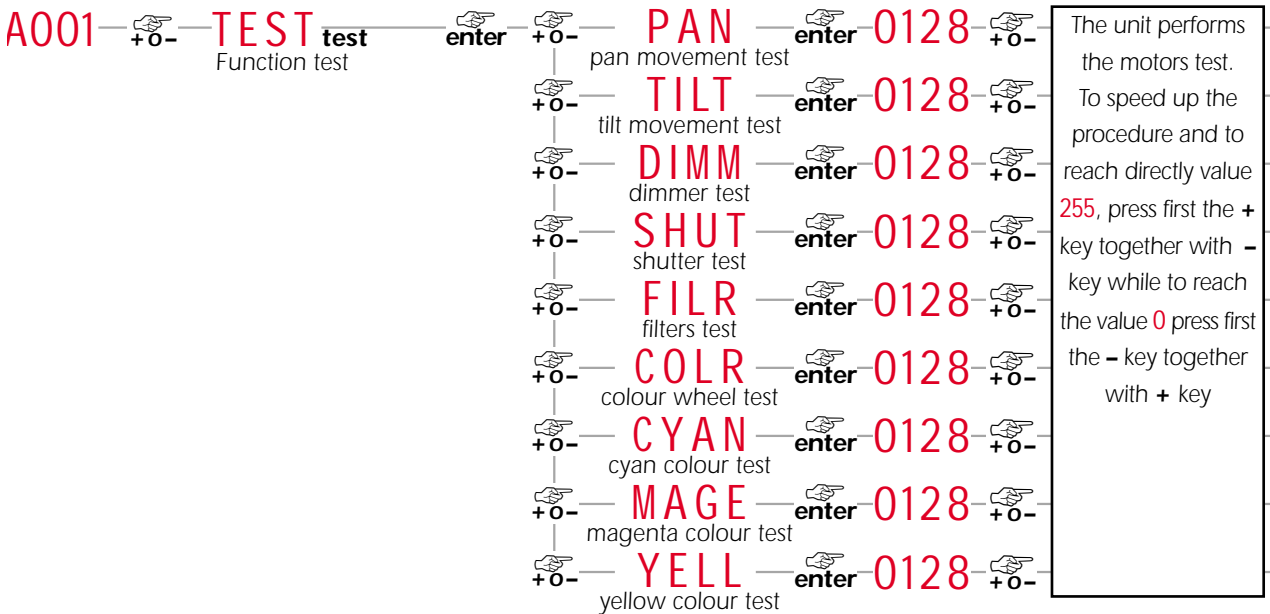 A001 + o - TEST test enter + o - PAN enter 0128 + o -
Function test
pan movement test
+ o - TILT enter 0128 + o -
tilt movement test
+ o - DIMM enter 0128 + o -
dimmer test
+ o - SHUT enter 0128 + o -
shutter test
+ o - FILR enter 0128 + o -
filters test
+ o - COLR enter 0128 + o -
colour wheel test
+ o - CYAN enter 0128 + o -
cyan colour test
+ o - MAGE enter 0128 + o -
magenta colour test
+ o - YELL enter 0128 + o -
yellow colour test
The unit performs
the motors test.
To speed up the
procedure and to
reach directly value
255, press first the +
key together with –
key while to reach
the value 0 press first
the – key together
with + key